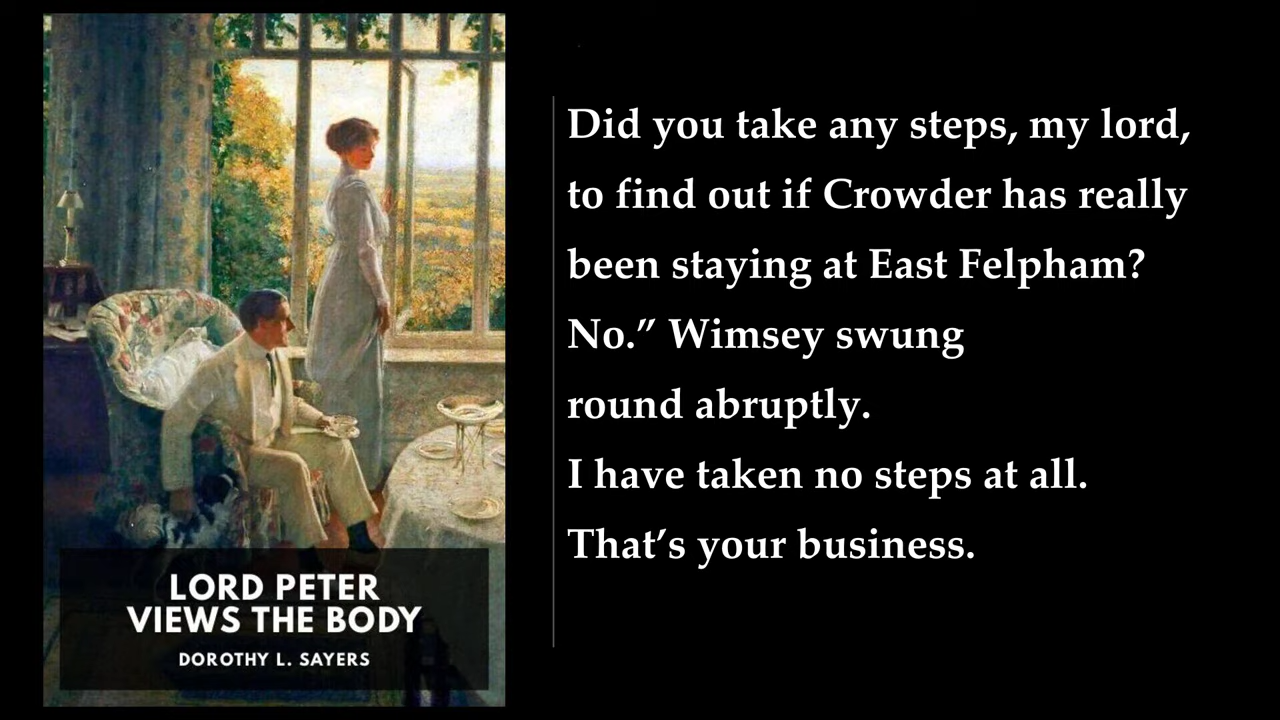 LORD PETER
VIEWS THE BODY
DOROTHY L. SAYERS
Did you take any steps, my lord,
to find out if Crowder has really
been staying at East Felpham?
No.” Wimsey swung
round abruptly.
I have taken no steps at all.
That’s your business.